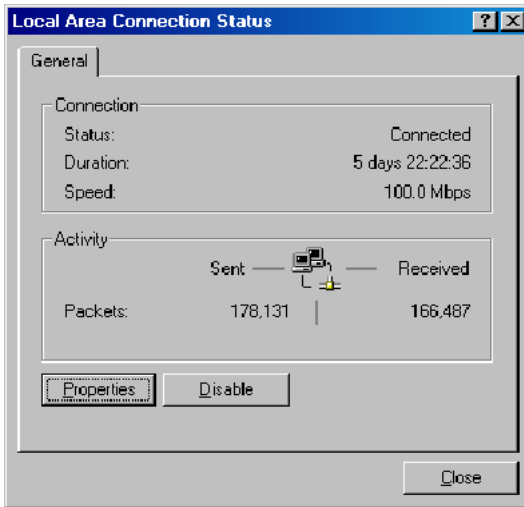 Local Area Connection Status
General
Connection
Status: Connected
Duration: 5 days 22:22:36
Speed: 100.0 Mbps
Activity
Sent Received
Packets: 178,131 166,487
Properties Disable
Close